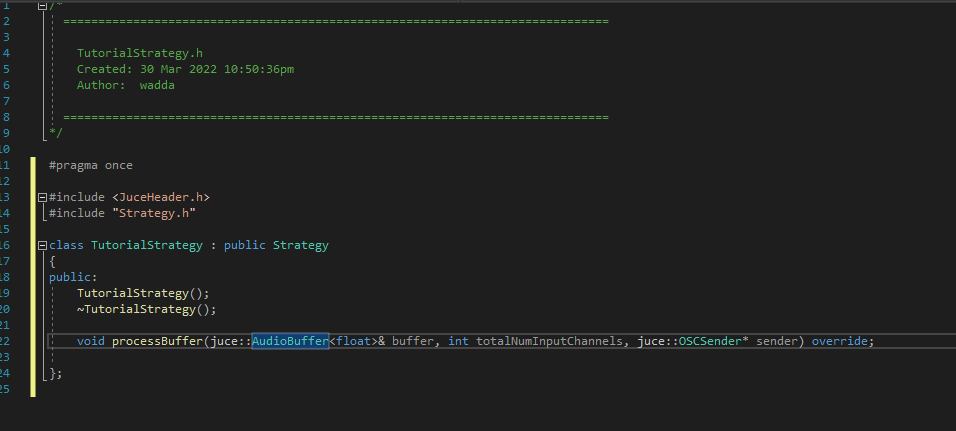 1 /*
2 ==============================================================================
3
4 TutorialStrategy.h
5 Created: 30 Mar 2022 10:50:36pm
6 Author:  wadda
7
8 ==============================================================================
9 */
10
11 #pragma once
12
13 #include <JuceHeader.h>
14 #include "Strategy.h"
15
16 class TutorialStrategy : public Strategy
17 {
18 public:
19 TutorialStrategy();
20 ~TutorialStrategy();
21
22 void processBuffer(juce::AudioBuffer<float>& buffer, int totalNumInputChannels, juce::OSCSender* sender) override;
23
24 };
25